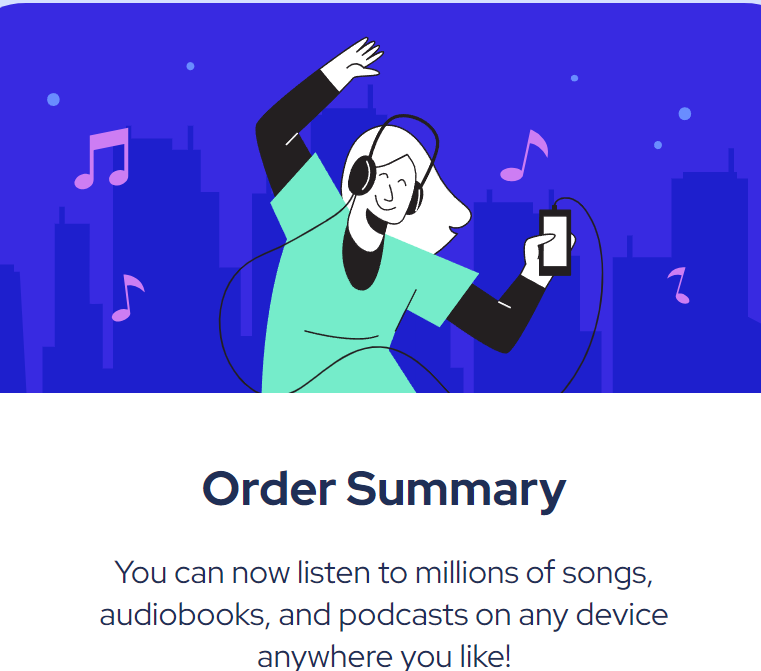 Order Summary
You can now listen to millions of songs,
audiobooks, and podcasts on any device
anywhere you like!